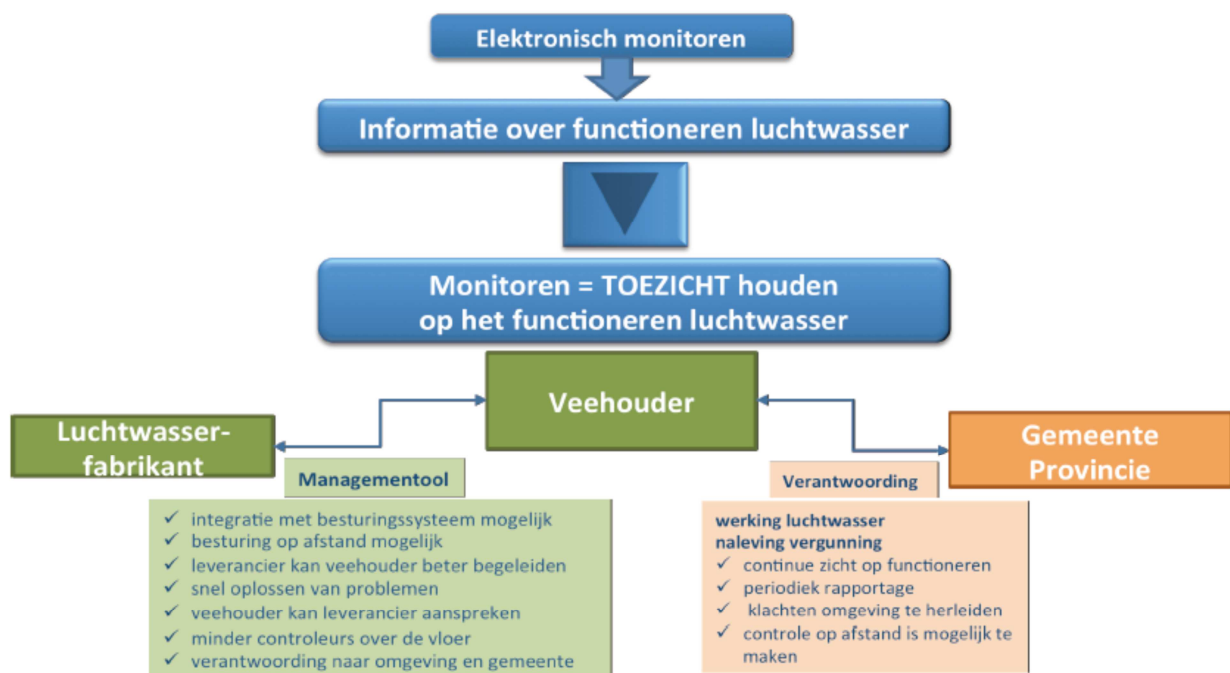 Elektronisch monitoren
Informatie over functioneren luchtwasser
Monitoren = TOEZICHT houden
op het functioneren luchtwasser
Veehouder
Luchtwasser-
fabrikant
Gemeente
Provincie
Managementool
✓ integratie met besturingssysteem mogelijk
✓ besturing op afstand mogelijk
✓ leverancier kan veehouder beter begeleiden
✓ snel oplossen van problemen
✓ veehouder kan leverancier aanspreken
✓ minder controleurs over de vloer
✓ verantwoording naar omgeving en gemeente
Verantwoording
werking luchtwasser
naleving vergunning
✓ continue zicht op functioneren
✓ periodiek rapportage
✓ klachten omgeving te herleiden
✓ controle op afstand is mogelijk te
maken